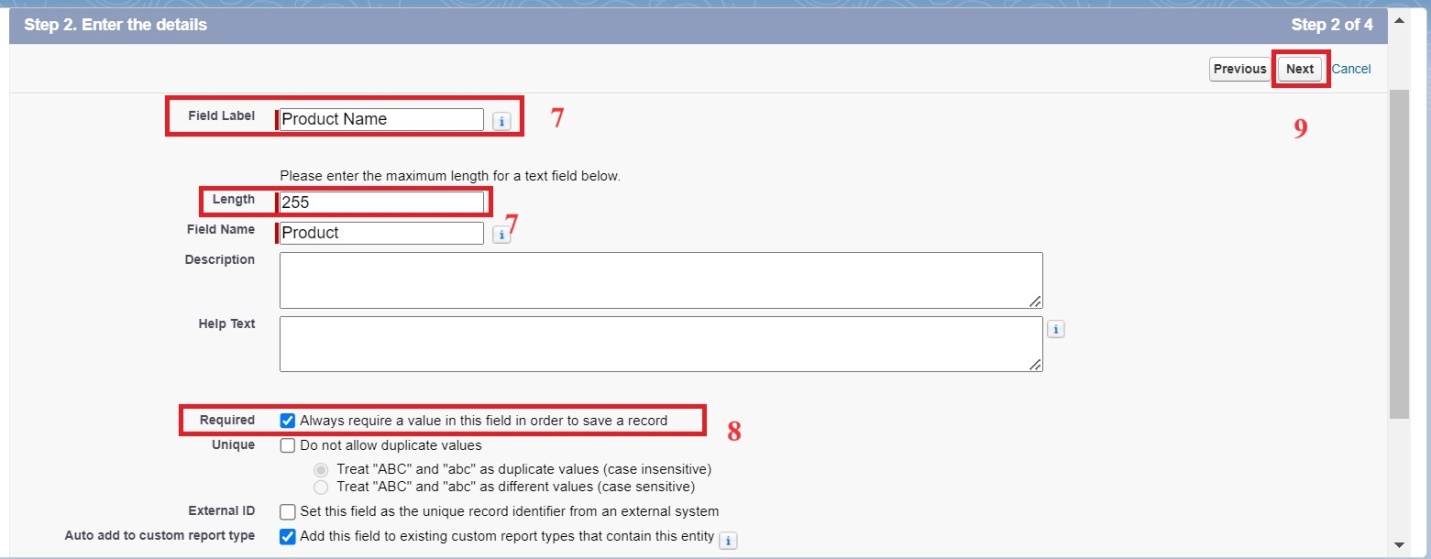 Step 2. Enter the details Step 2 of 4
Previous Next Cancel
Field Label Product Name i 7
9
Please enter the maximum length for a text field below.
Length 255
7
Field Name Product i
Description
Help Text i
Required Always require a value in this field in order to save a record
8
Unique Do not allow duplicate values
Treat "ABC" and "abc" as duplicate values (case insensitive)
Treat "ABC" and "abc" as different values (case sensitive)
External ID Set this field as the unique record identifier from an external system
Auto add to custom report type Add this field to existing custom report types that contain this entity i